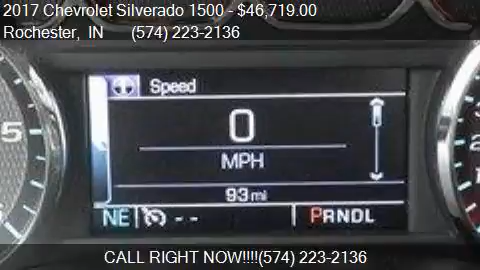 2017 Chevrolet Silverado 1500 - $46,719.00
Rochester, IN (574) 223-2136
Speed
0
MPH
93 mi
NE - - PRNDL
5
CALL RIGHT NOW!!!!(574) 223-2136